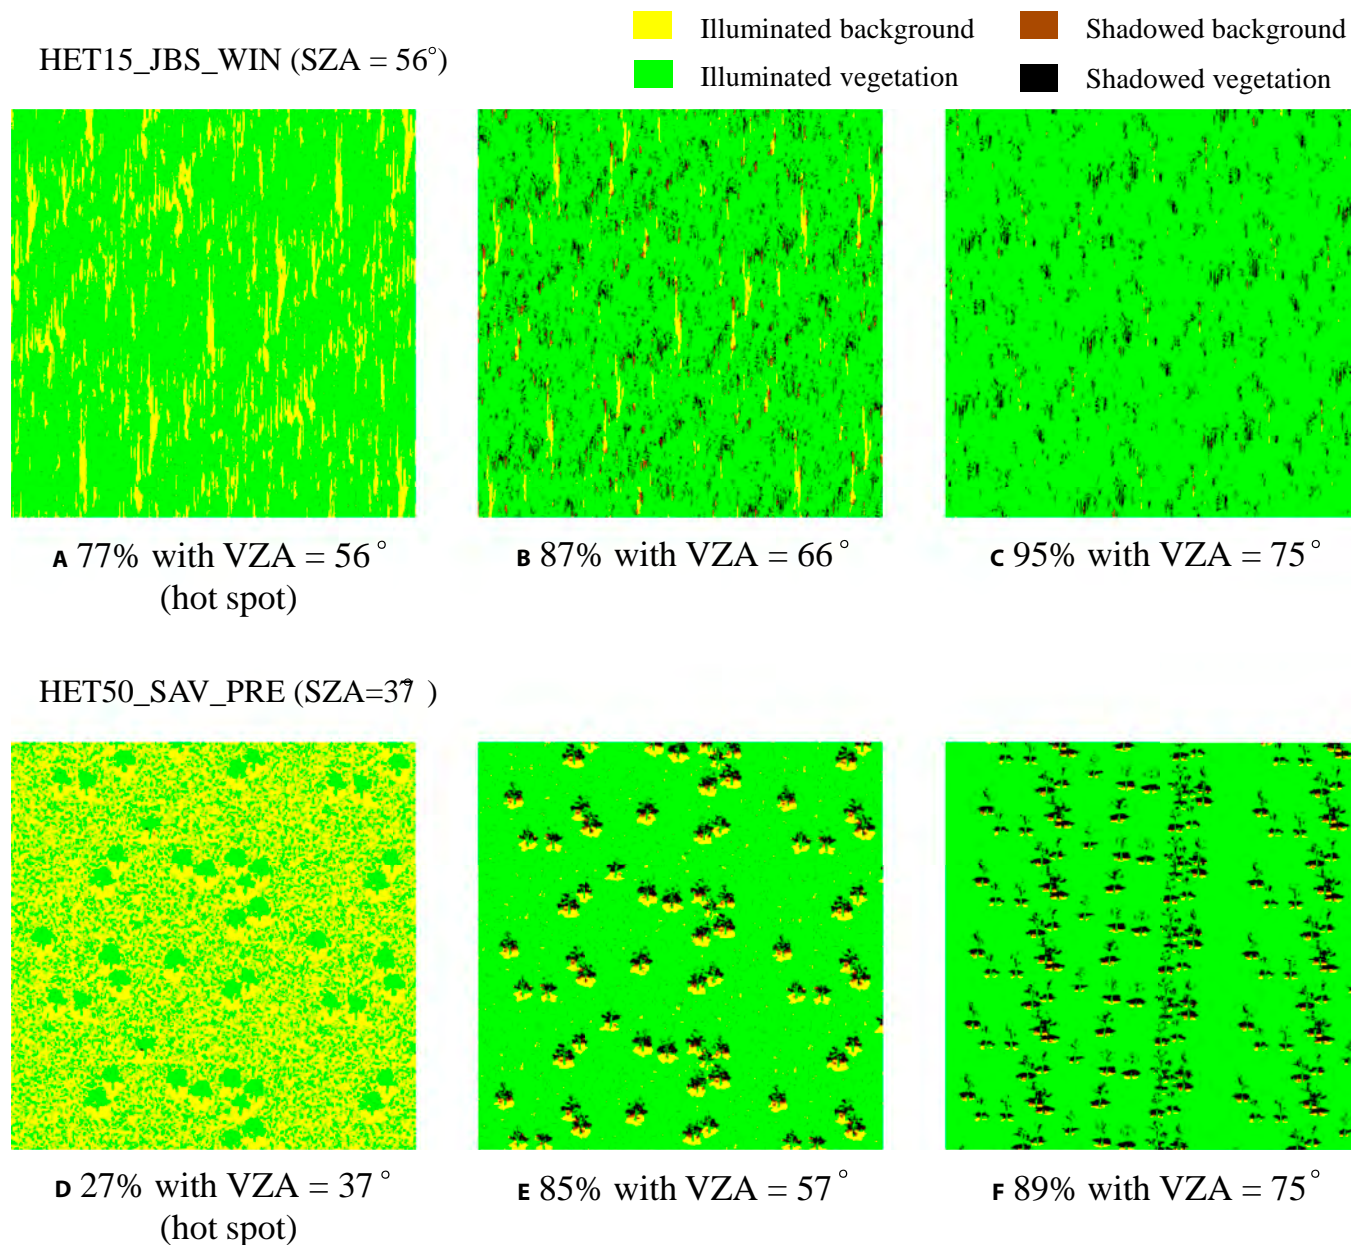 Illuminated background
Shadowed background
HET15_JBS_WIN (SZA = 56°)
Illuminated vegetation
Shadowed vegetation
A 77% with VZA = 56°
(hot spot)
B 87% with VZA = 66°
C 95% with VZA = 75°
HET50_SAV_PRE (SZA=37° )
D 27% with VZA = 37°
(hot spot)
E 85% with VZA = 57°
F 89% with VZA = 75°